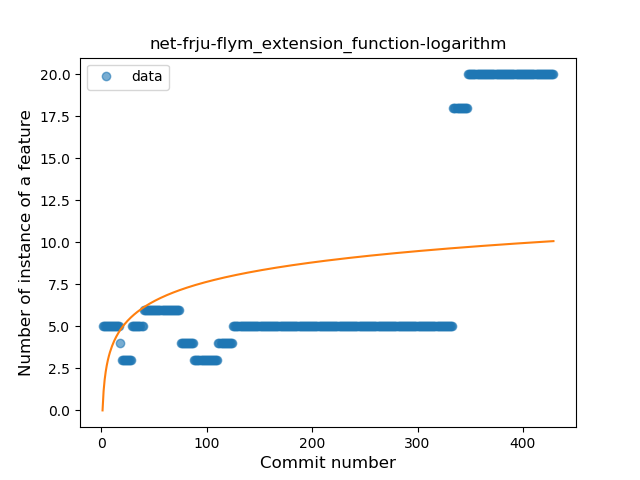 net-frju-flym_extension_function-logarithm
data
Number of instance of a feature
20.0
17.5
15.0
12.5
10.0
7.5
5.0
2.5
0.0
0 100 200 300 400
Commit number